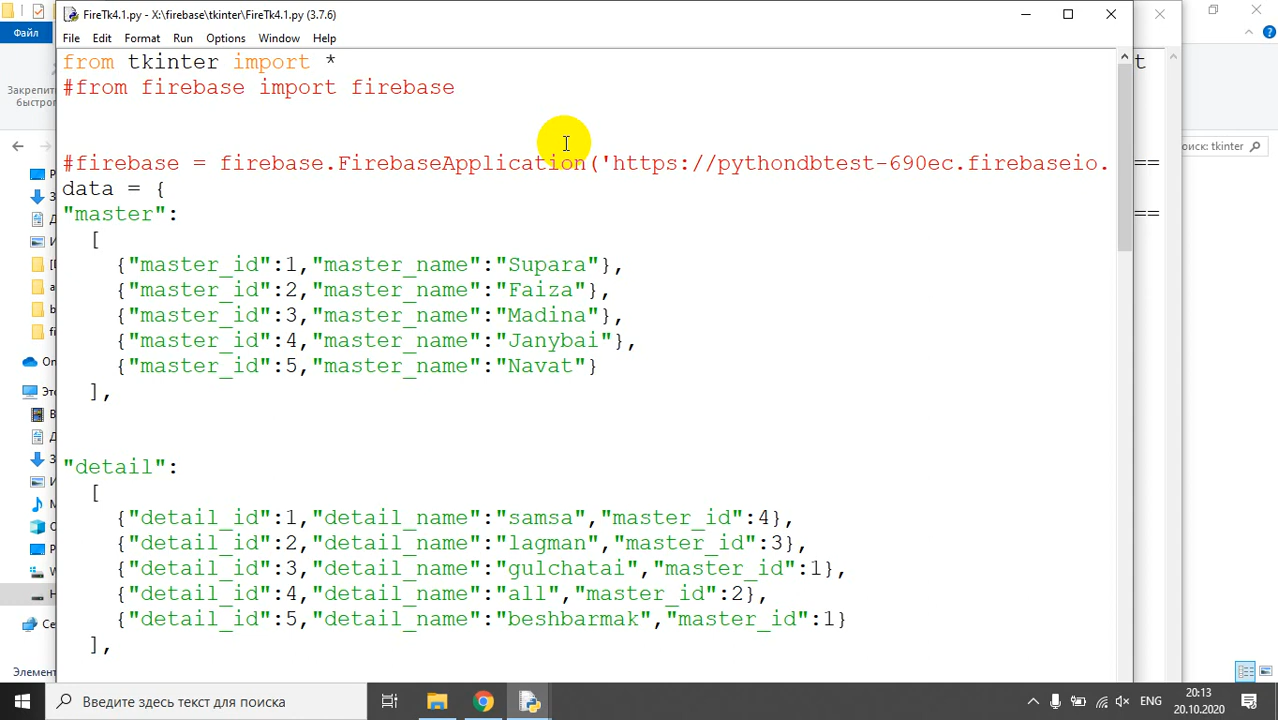 FireTk4.1.py - X:\firebase\tkinter\FireTk4.1.py (3.7.6)
Файл
File Edit Format Run Options Window Help
from tkinter import *
#from firebase import firebase
Закрепит
быстрог
#firebase = firebase.FirebaseApplication('https://pythondbtest-690ec.firebaseio.
==
оиск: tkinter
data = {
"master":
==
[
{"master_id":1,"master_name":"Supara"},
{"master_id":2,"master_name":"Faiza"},
{"master_id":3,"master_name":"Madina"},
{"master_id":4,"master_name":"Janybai"},
{"master_id":5,"master_name":"Navat"}
],
"detail":
[
{"detail_id":1,"detail_name":"samsa","master_id":4},
{"detail_id":2,"detail_name":"lagman","master_id":3},
{"detail_id":3,"detail_name":"gulchatai","master_id":1},
{"detail_id":4,"detail_name":"all","master_id":2},
{"detail_id":5,"detail_name":"beshbarmak","master_id":1}
],
Элемент
Введите здесь текст для поиска
ENG
20:13
20.10.2020